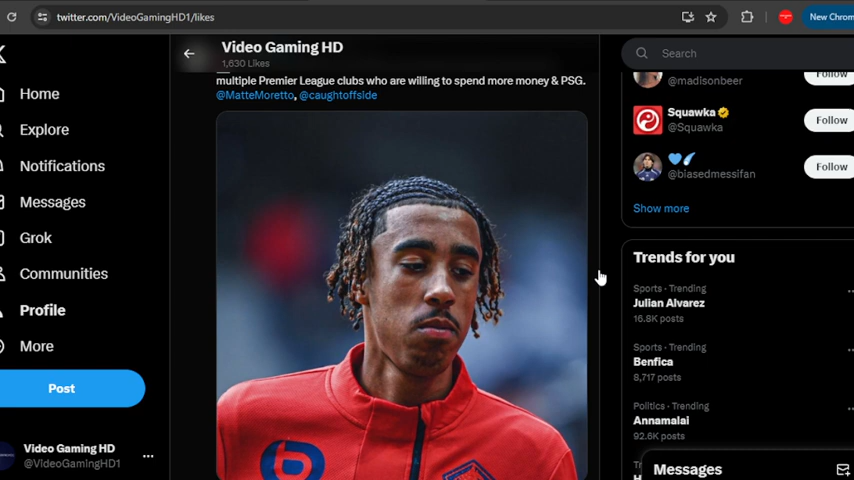 twitter.com/VideoGamingHD1/likes
New Chrom
Video Gaming HD
1,630 Likes
multiple Premier League clubs who are willing to spend more money & PSG.
@MatteMoretto, @caughtoffside
Home
Explore
Notifications
Messages
Grok
Communities
Profile
More
Post
Video Gaming HD
@VideoGamingHD1
Search
@madisonbeer
Follow
Squawka
@Squawka
Follow
@biasedmessifan
Follow
Show more
Trends for you
Sports · Trending
Julian Alvarez
16.8K posts
Sports · Trending
Benfica
8,717 posts
Politics · Trending
Annamalai
92.6K posts
Messages